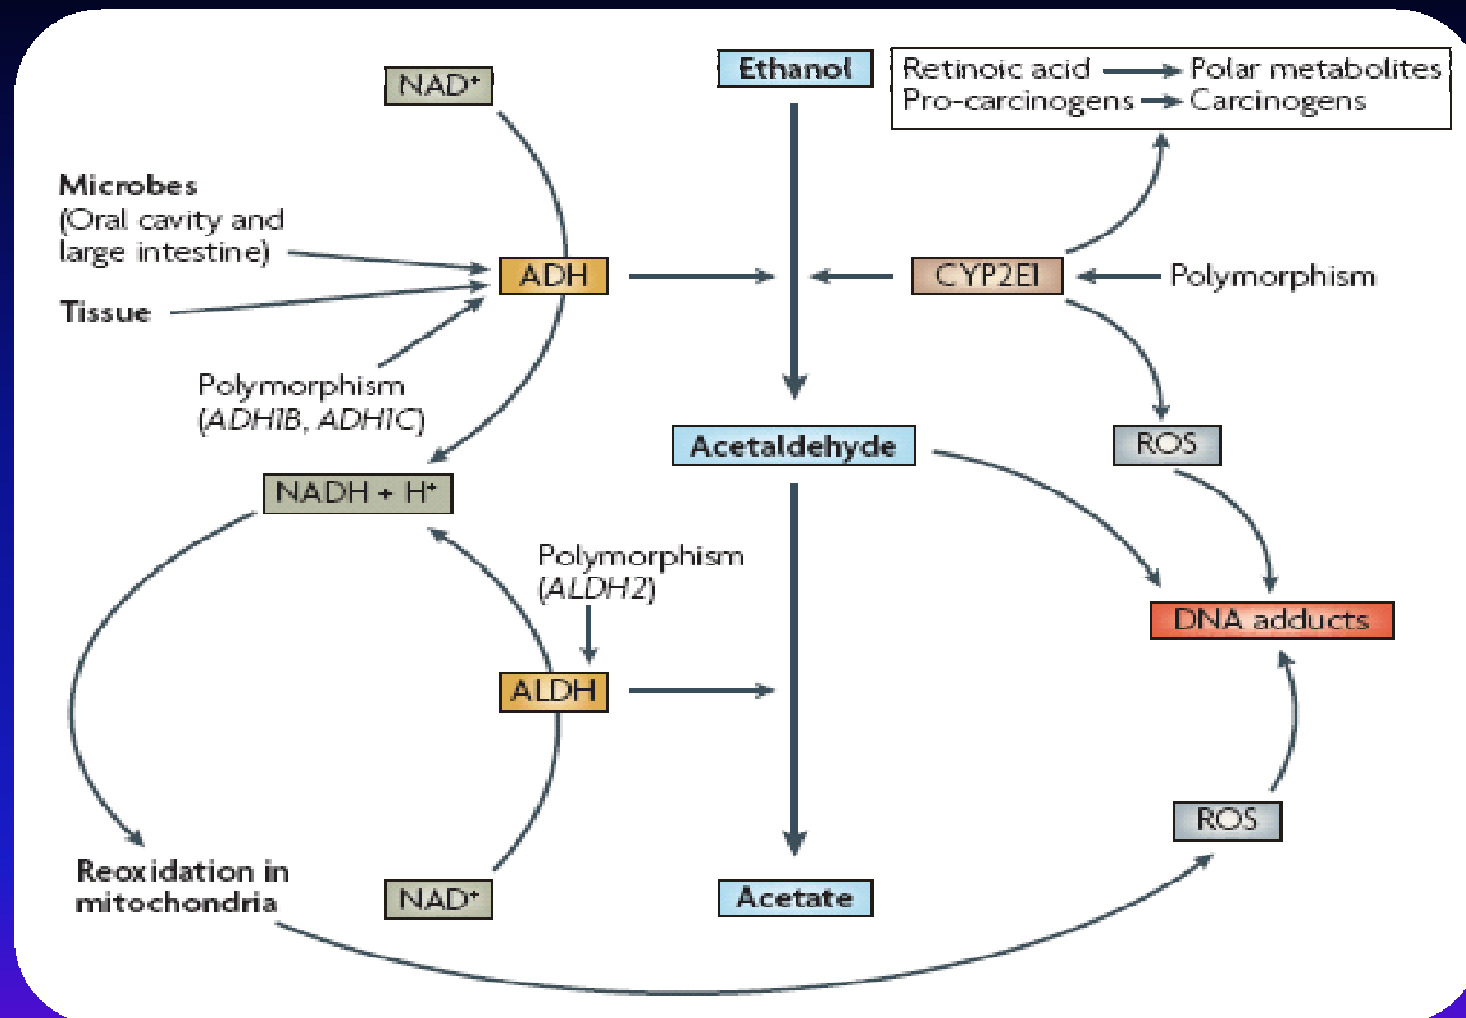 NAD⁺
Ethanol
Retinoic acid → Polar metabolites
Pro-carcinogens → Carcinogens
Microbes
(Oral cavity and
large intestine)
ADH
CYP2E1
Polymorphism
Tissue
Polymorphism
(ADH1B, ADH1C)
Acetaldehyde
ROS
NADH + H⁺
Polymorphism
(ALDH2)
DNA adducts
ALDH
ROS
Reoxidation in
mitochondria
NAD⁺
Acetate